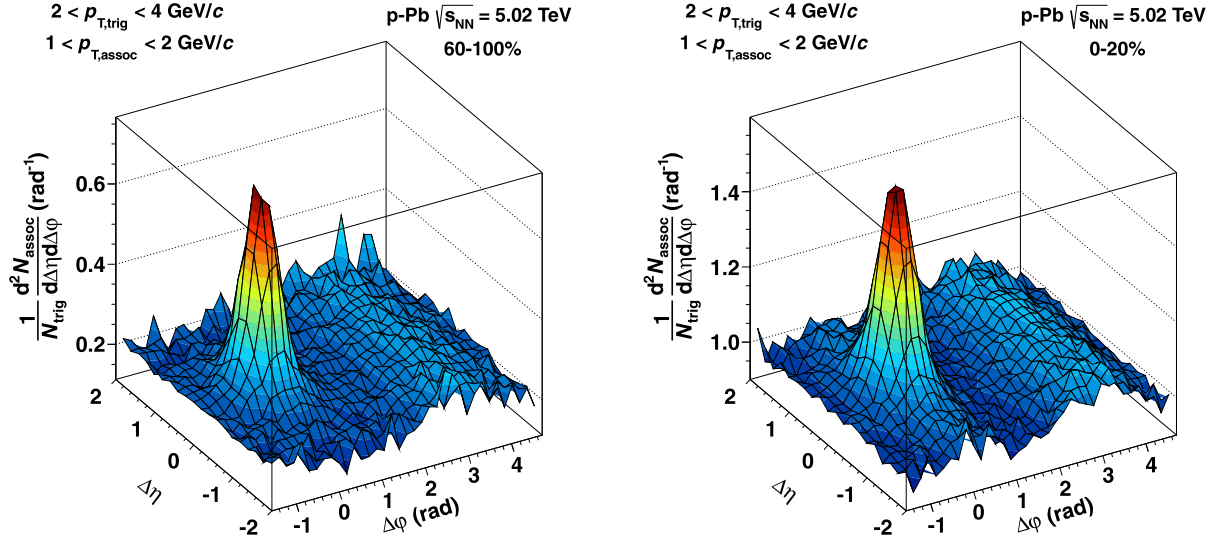 2 < p_T,trig < 4 GeV/c
1 < p_T,assoc < 2 GeV/c
p-Pb √s_NN = 5.02 TeV
60-100%
1/N_trig d²N_assoc/dΔηdΔφ (rad⁻¹)
0.6
0.4
0.2
2
1
0
-1
-2
Δη
-1 0 1 2 3 4
Δφ (rad)
2 < p_T,trig < 4 GeV/c
1 < p_T,assoc < 2 GeV/c
p-Pb √s_NN = 5.02 TeV
0-20%
1/N_trig d²N_assoc/dΔηdΔφ (rad⁻¹)
1.4
1.2
1.0
2
1
0
-1
-2
Δη
-1 0 1 2 3 4
Δφ (rad)